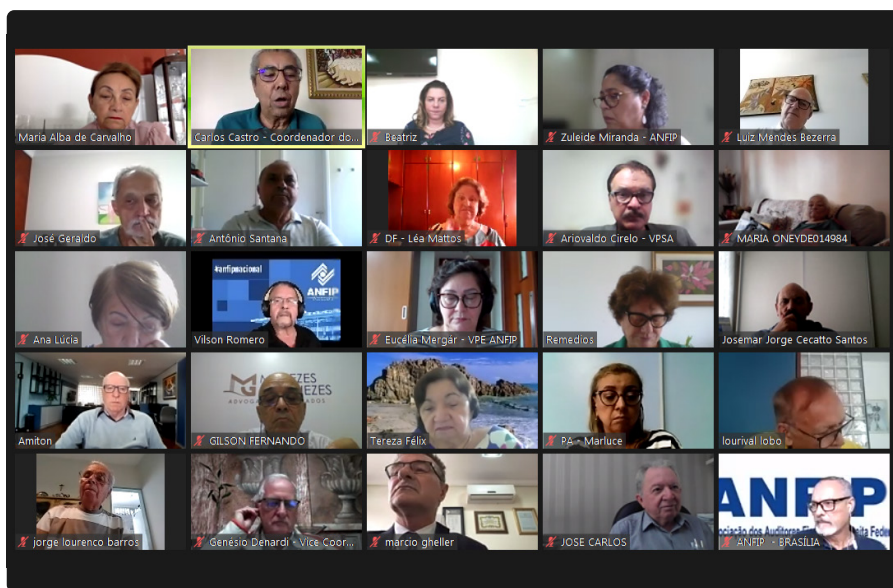 Maria Alba de Carvalho
Carlos Castro - Coordenador do...
Beatriz
Zuleide Miranda - ANFIP
Luiz Mendes Bezerra
José Geraldo
Antônio Santana
DF - Léa Mattos
Ariovaldo Cirelo - VPSA
MARIA ONEYDE014984
Ana Lúcia
#anfipnacional
ANFIP
Vilson Romero
Eucélia Mergár - VPE ANFIP
Remedios
Josemar Jorge Cecatto Santos
Amiton
GILSON FERNANDO
Tereza Félix
PA - Marluce
lourival lobo
jorge lourenco barros
Genésio Denardi - Vice Coor...
márcio gheller
JOSE CARLOS
ANFIP
ANFIP - BRASÍLIA